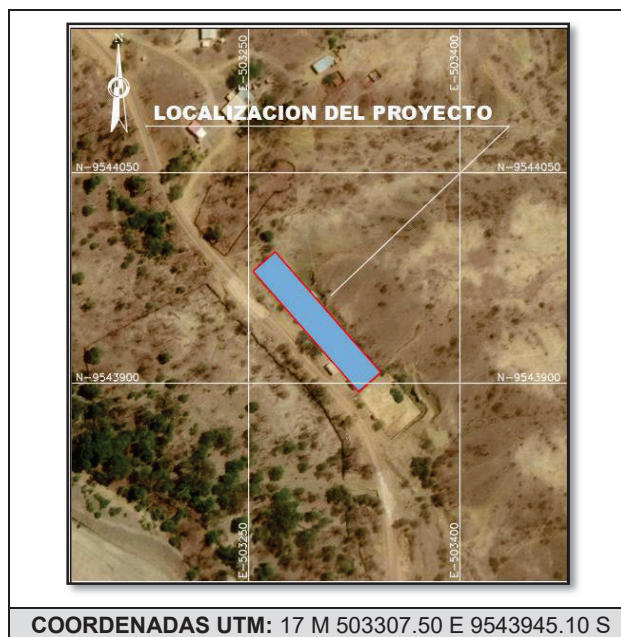 N
E-503250
E-503400
LOCALIZACION DEL PROYECTO
N-9544050
N-9544050
N-9543900
N-9543900
E-503250
E-503400
COORDENADAS UTM: 17 M 503307.50 E 9543945.10 S